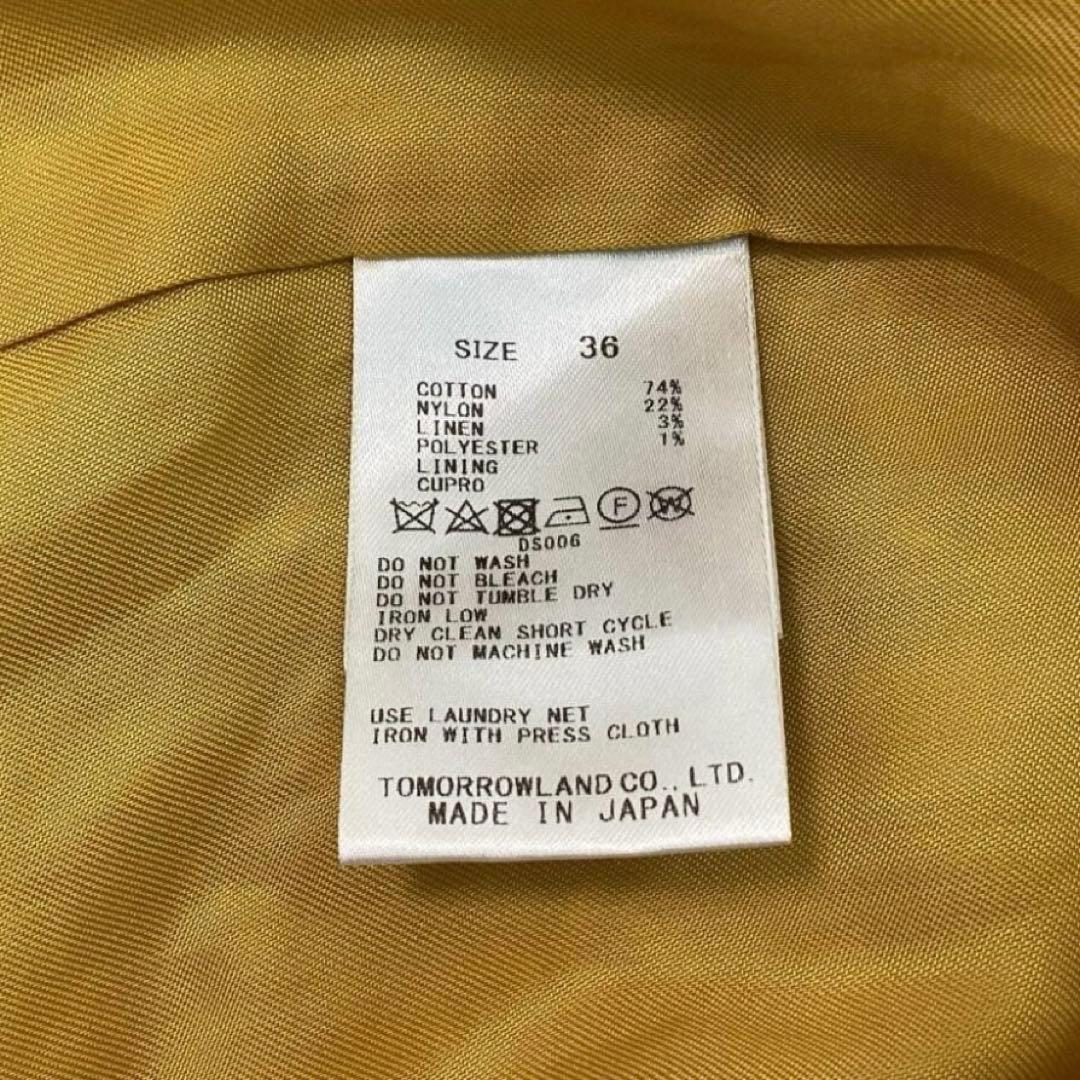 SIZE 36
COTTON 74%
NYLON 22%
LINEN 3%
POLYESTER 1%
LINING
CUPRO
F W
DS006
DO NOT WASH
DO NOT BLEACH
DO NOT TUMBLE DRY
IRON LOW
DRY CLEAN SHORT CYCLE
DO NOT MACHINE WASH
USE LAUNDRY NET
IRON WITH PRESS CLOTH
TOMORROWLAND CO., LTD.
MADE IN JAPAN